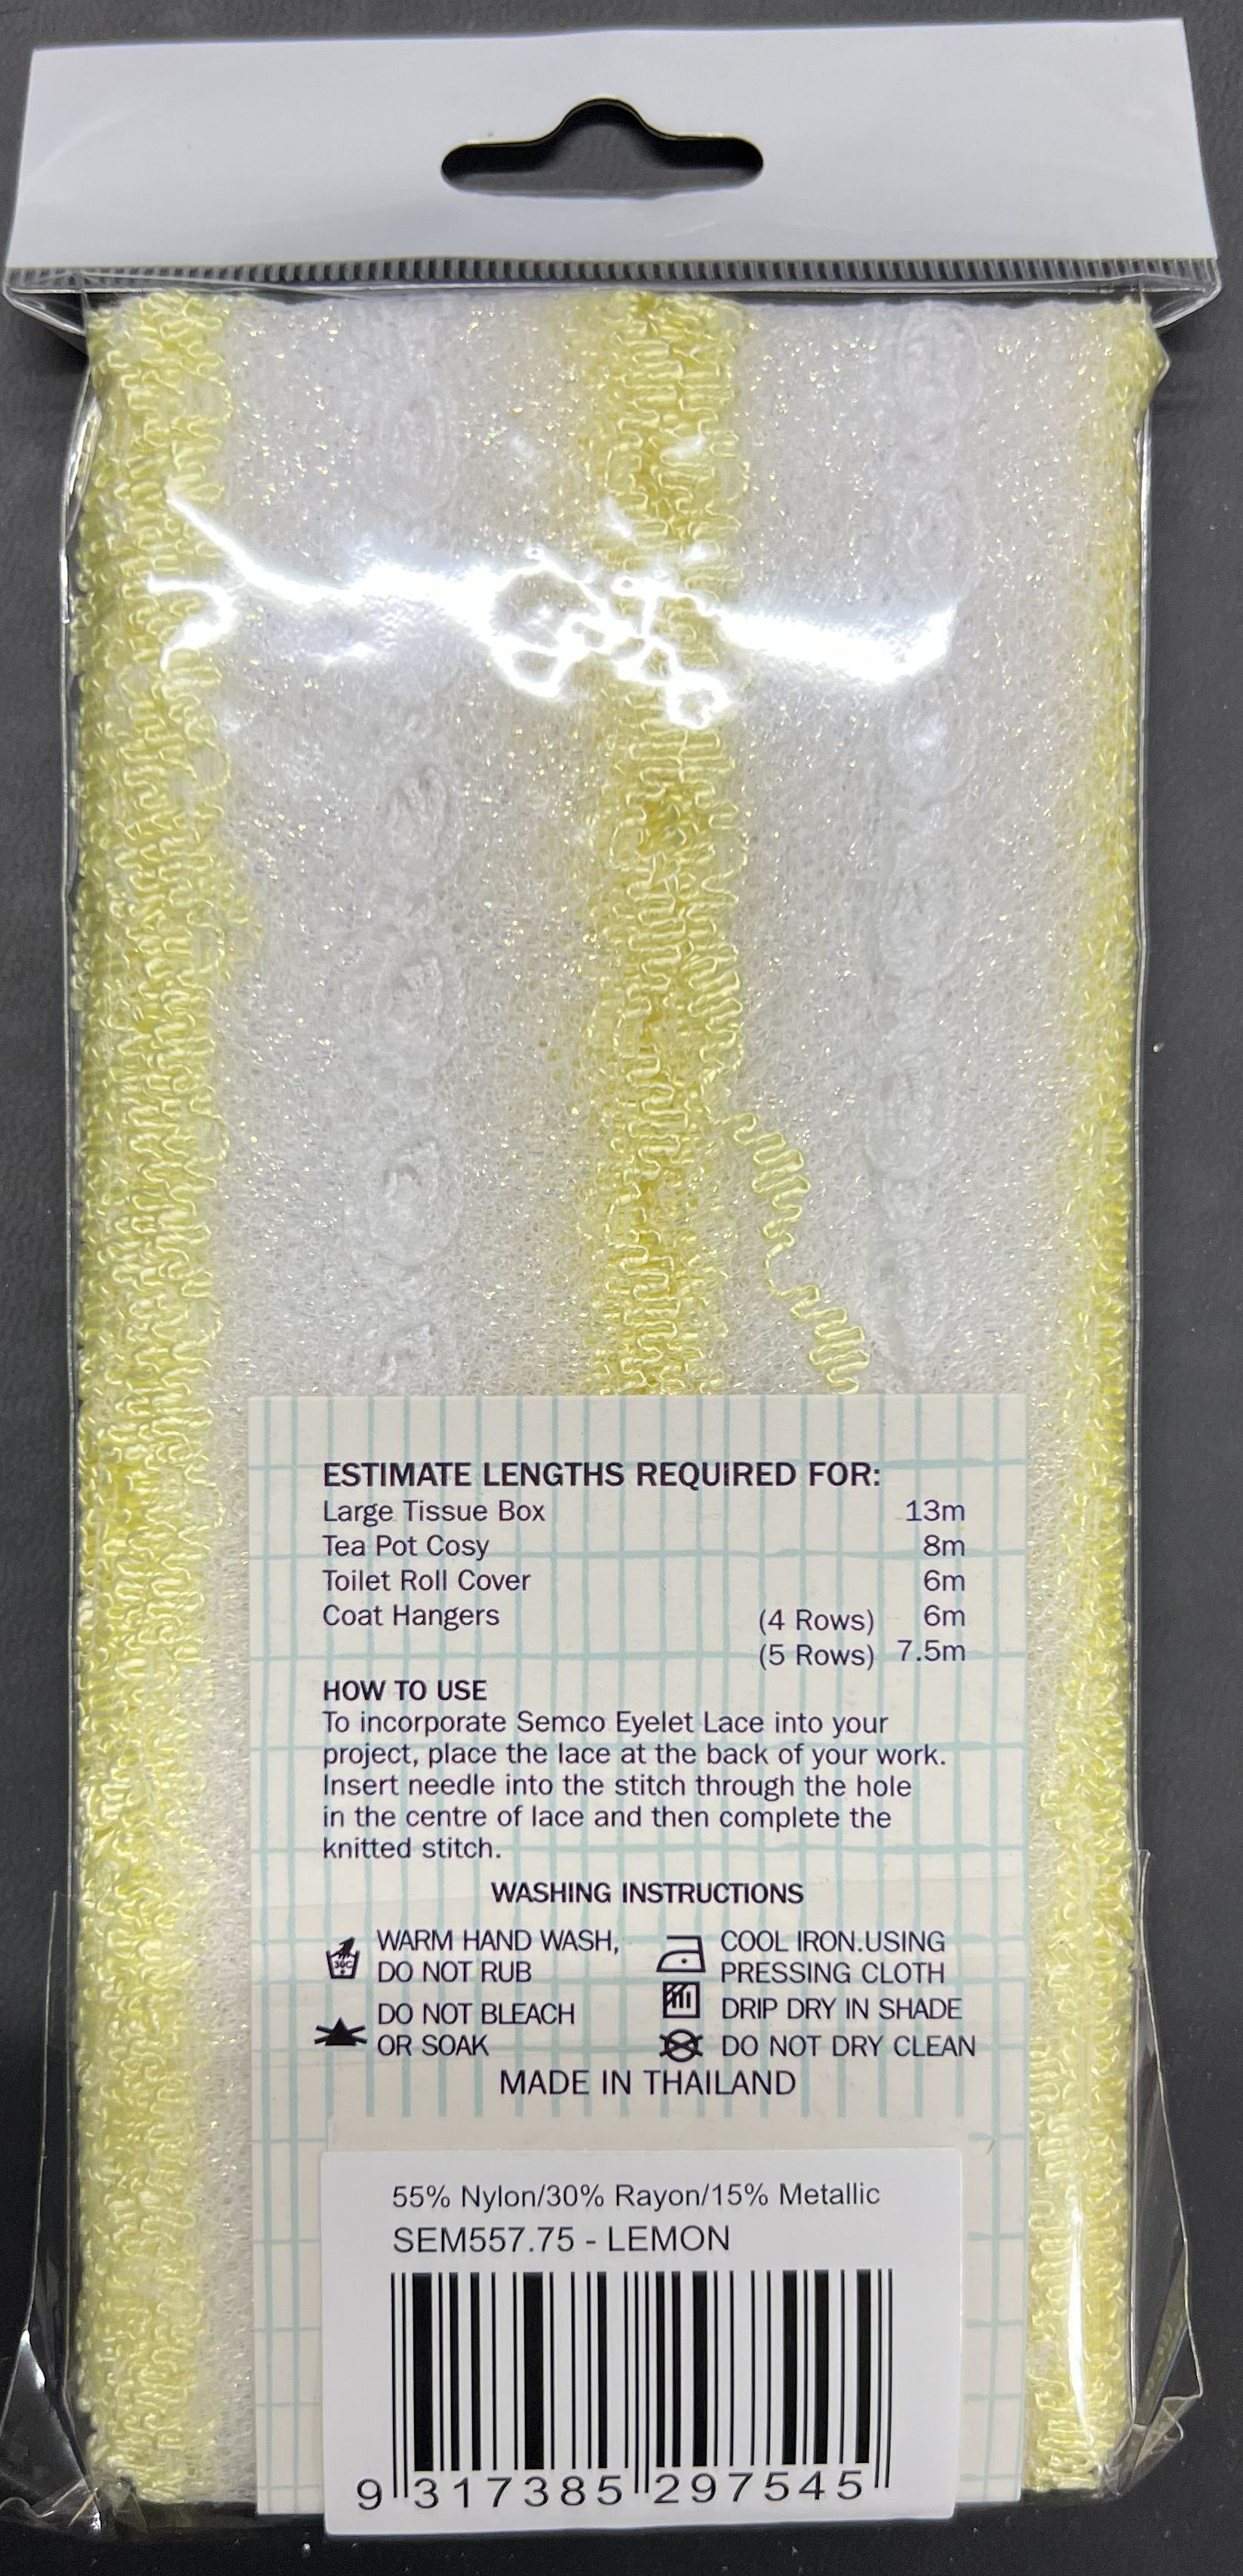 ESTIMATE LENGTHS REQUIRED FOR:
Large Tissue Box 13m
Tea Pot Cosy 8m
Toilet Roll Cover 6m
Coat Hangers (4 Rows) 6m
(5 Rows) 7.5m
HOW TO USE
To incorporate Semco Eyelet Lace into your
project, place the lace at the back of your work.
Insert needle into the stitch through the hole
in the centre of lace and then complete the
knitted stitch.
WASHING INSTRUCTIONS
30C WARM HAND WASH,
DO NOT RUB
DO NOT BLEACH
OR SOAK
COOL IRON.USING
PRESSING CLOTH
DRIP DRY IN SHADE
DO NOT DRY CLEAN
MADE IN THAILAND
55% Nylon/30% Rayon/15% Metallic
SEM557.75 - LEMON
9 317385 297545